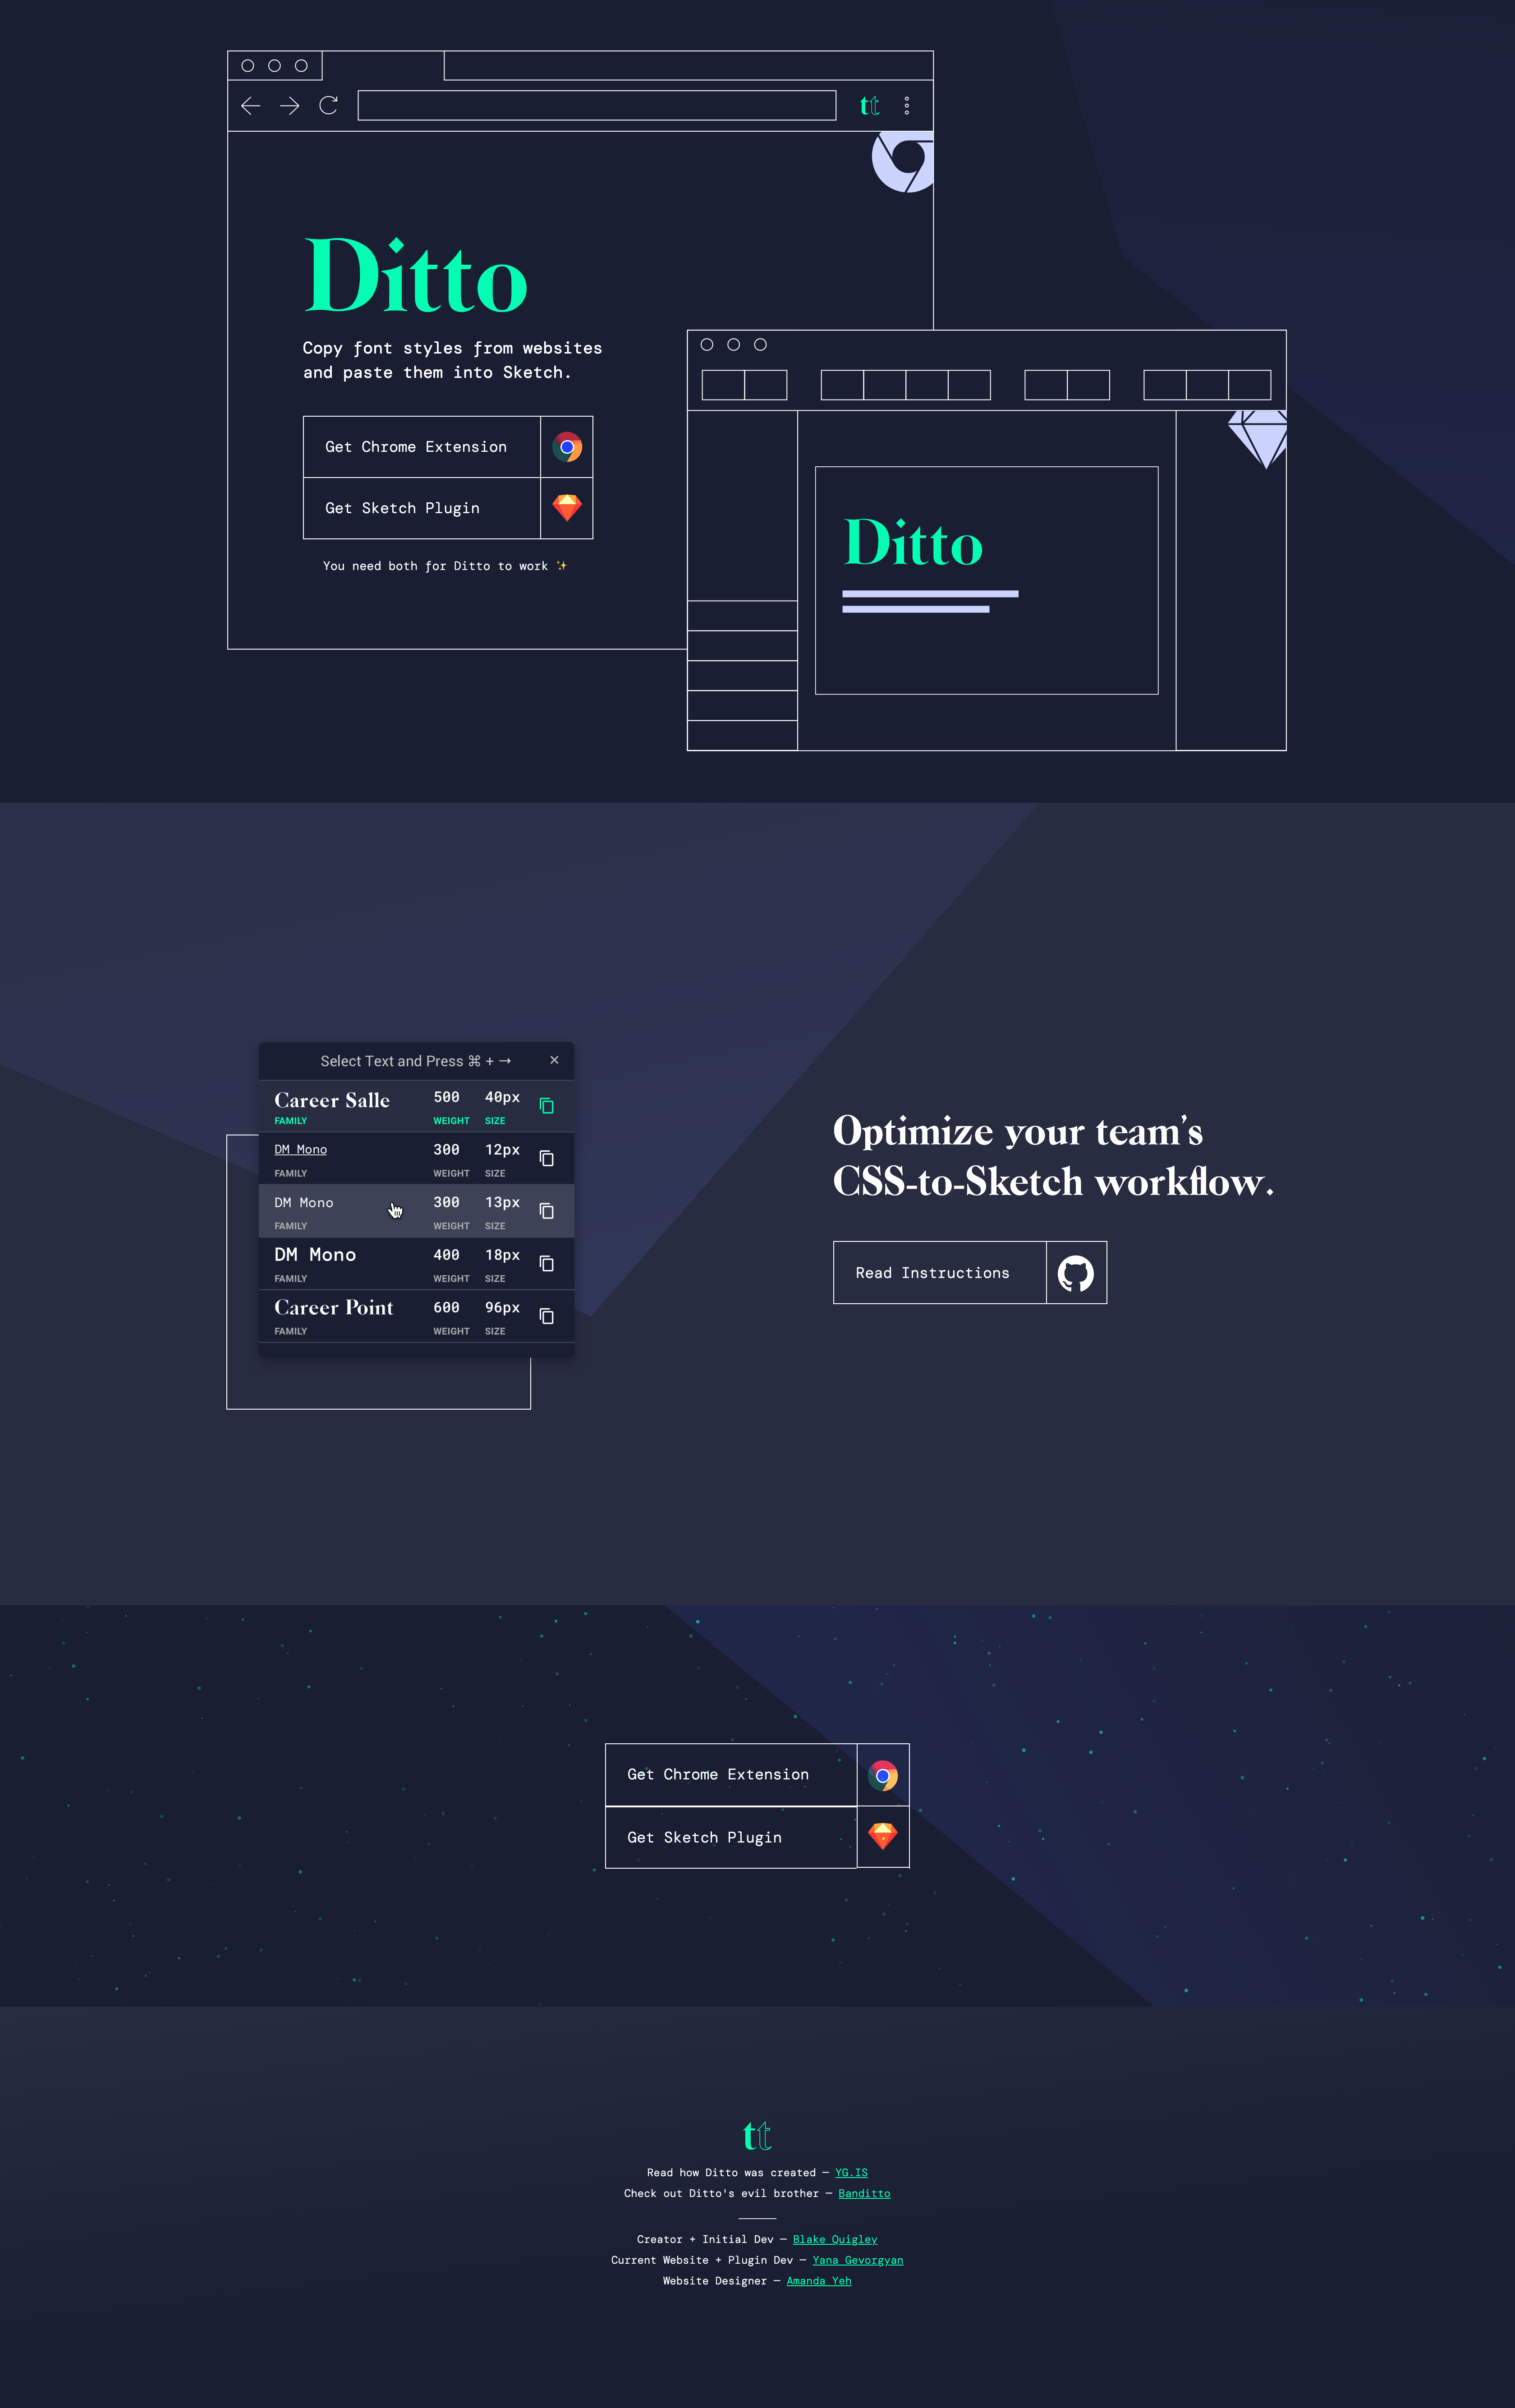 tt
Ditto
Copy font styles from websites
and paste them into Sketch.
Get Chrome Extension
Get Sketch Plugin
You need both for Ditto to work ✨
Ditto
Select Text and Press ⌘ + → ✕
Career Salle 500 40px
FAMILY WEIGHT SIZE
DM Mono 300 12px
FAMILY WEIGHT SIZE
DM Mono 300 13px
FAMILY WEIGHT SIZE
DM Mono 400 18px
FAMILY WEIGHT SIZE
Career Point 600 96px
FAMILY WEIGHT SIZE
Optimize your team's
CSS-to-Sketch workflow.
Read Instructions
Get Chrome Extension
Get Sketch Plugin
tt
Read how Ditto was created — YG.IS
Check out Ditto's evil brother — Banditto
Creator + Initial Dev — Blake Quigley
Current Website + Plugin Dev — Yana Gevorgyan
Website Designer — Amanda Yeh